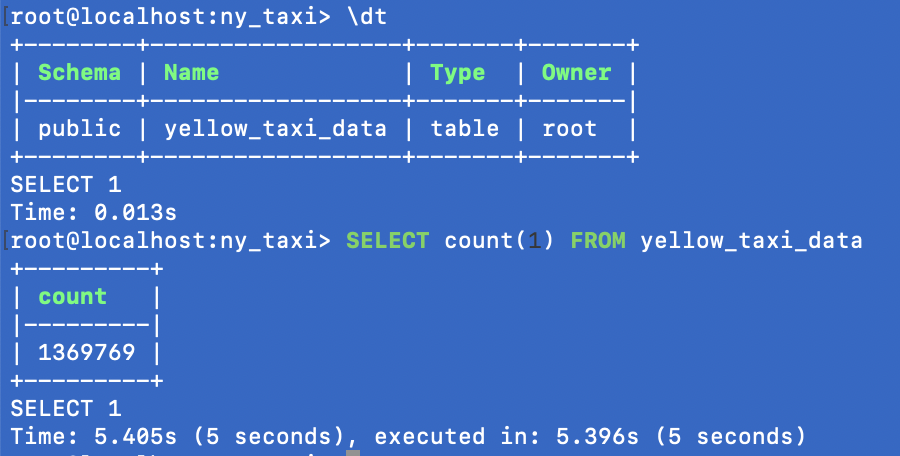 root@localhost:ny_taxi> \dt
+--------+------------------+-------+-------+
| Schema | Name             | Type  | Owner |
|--------+------------------+-------+-------|
| public | yellow_taxi_data | table | root  |
+--------+------------------+-------+-------+
SELECT 1
Time: 0.013s
root@localhost:ny_taxi> SELECT count(1) FROM yellow_taxi_data
+---------+
| count   |
|---------|
| 1369769 |
+---------+
SELECT 1
Time: 5.405s (5 seconds), executed in: 5.396s (5 seconds)